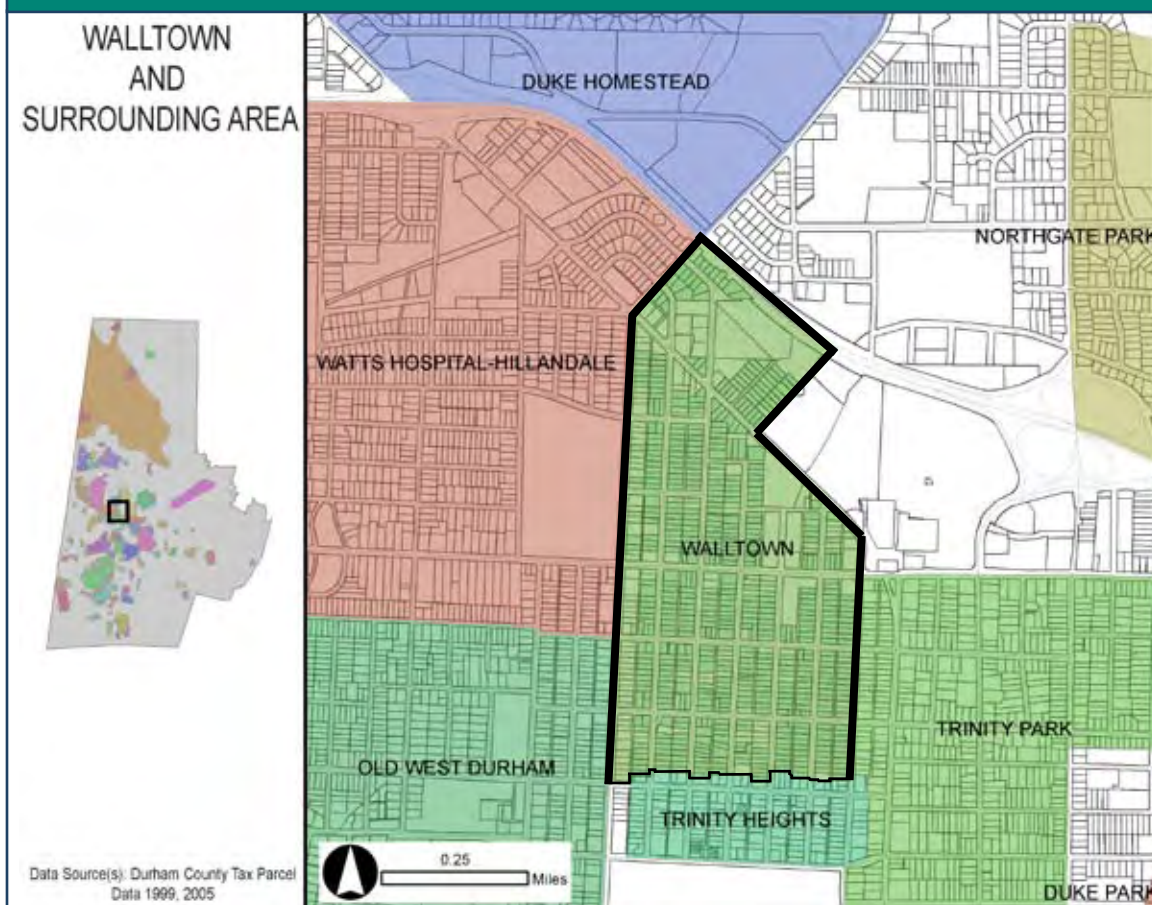 WALLTOWN
AND
SURROUNDING AREA
DUKE HOMESTEAD
NORTHGATE PARK
WATTS HOSPITAL-HILLANDALE
WALLTOWN
TRINITY PARK
OLD WEST DURHAM
TRINITY HEIGHTS
0.25
Miles
DUKE PARK
Data Source(s): Durham County Tax Parcel
Data 1999, 2005